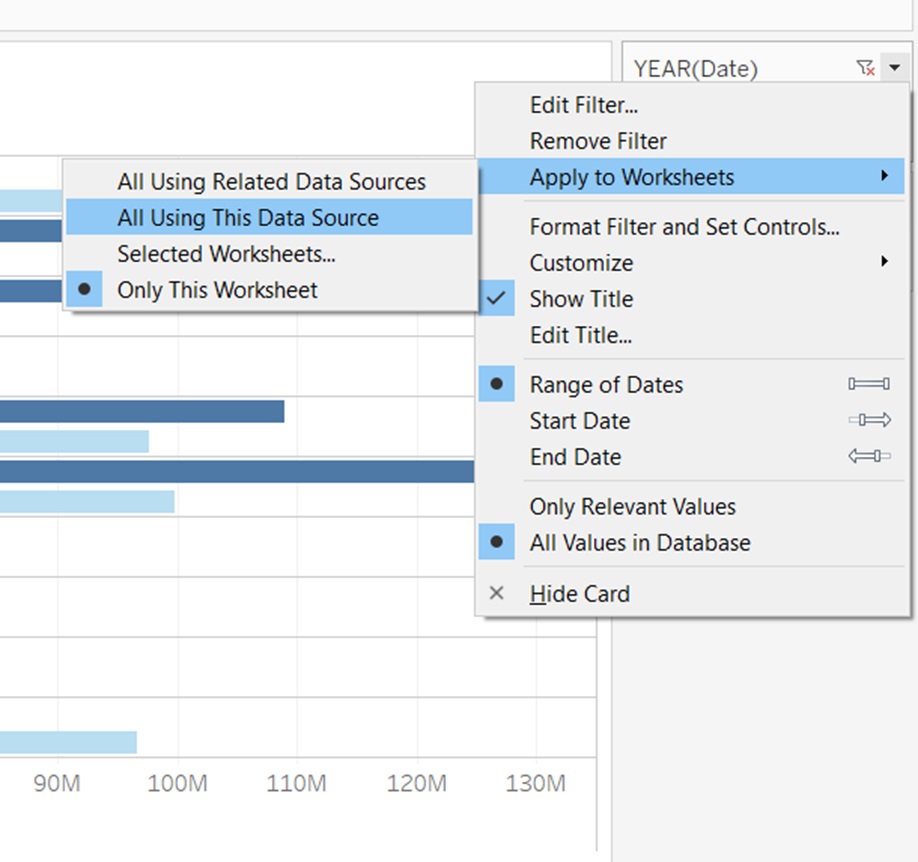 YEAR(Date)
Edit Filter...
Remove Filter
Apply to Worksheets
All Using Related Data Sources
All Using This Data Source
Selected Worksheets...
Only This Worksheet
Format Filter and Set Controls...
Customize
Show Title
Edit Title...
Range of Dates
Start Date
End Date
Only Relevant Values
All Values in Database
Hide Card
90M 100M 110M 120M 130M